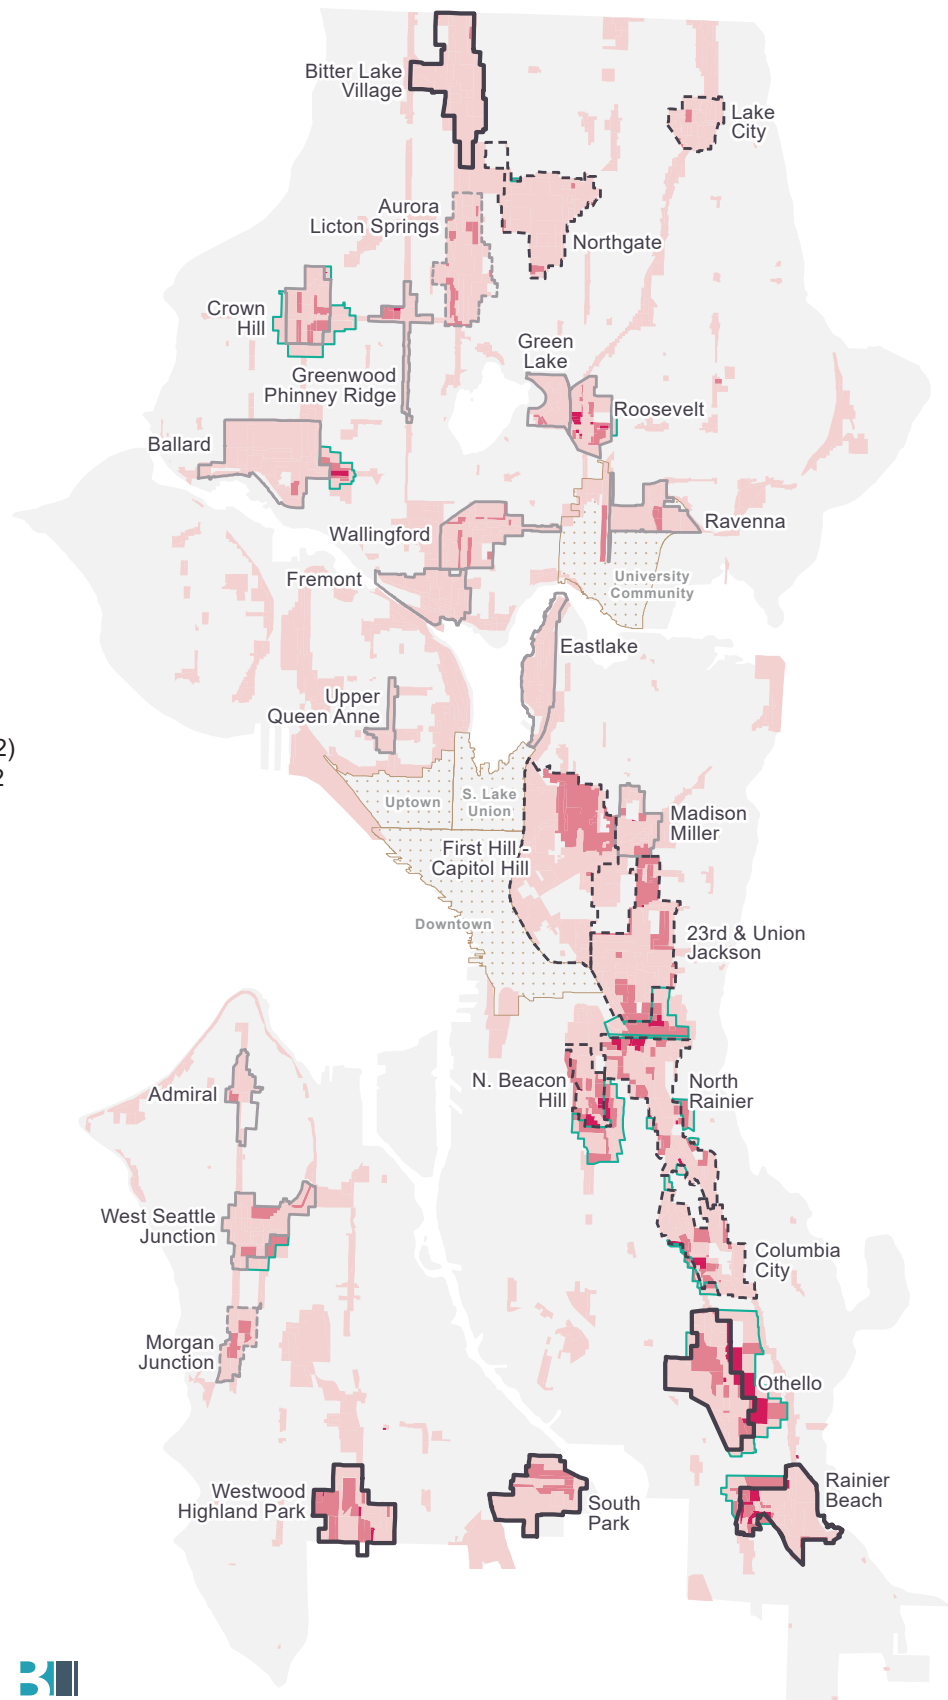 Bitter Lake
Village
Lake
City
Aurora
Licton Springs
Northgate
Crown
Hill
Green
Lake
Greenwood
Phinney Ridge
Roosevelt
Ballard
Ravenna
Wallingford
Fremont
University
Community
Eastlake
Upper
Queen Anne
2)
2
Uptown
S. Lake
Union
Madison
Miller
First Hill -
Capitol Hill
Downtown
23rd & Union
Jackson
N. Beacon
Hill
North
Rainier
Admiral
West Seattle
Junction
Columbia
City
Morgan
Junction
Othello
Westwood
Highland Park
South
Park
Rainier
Beach